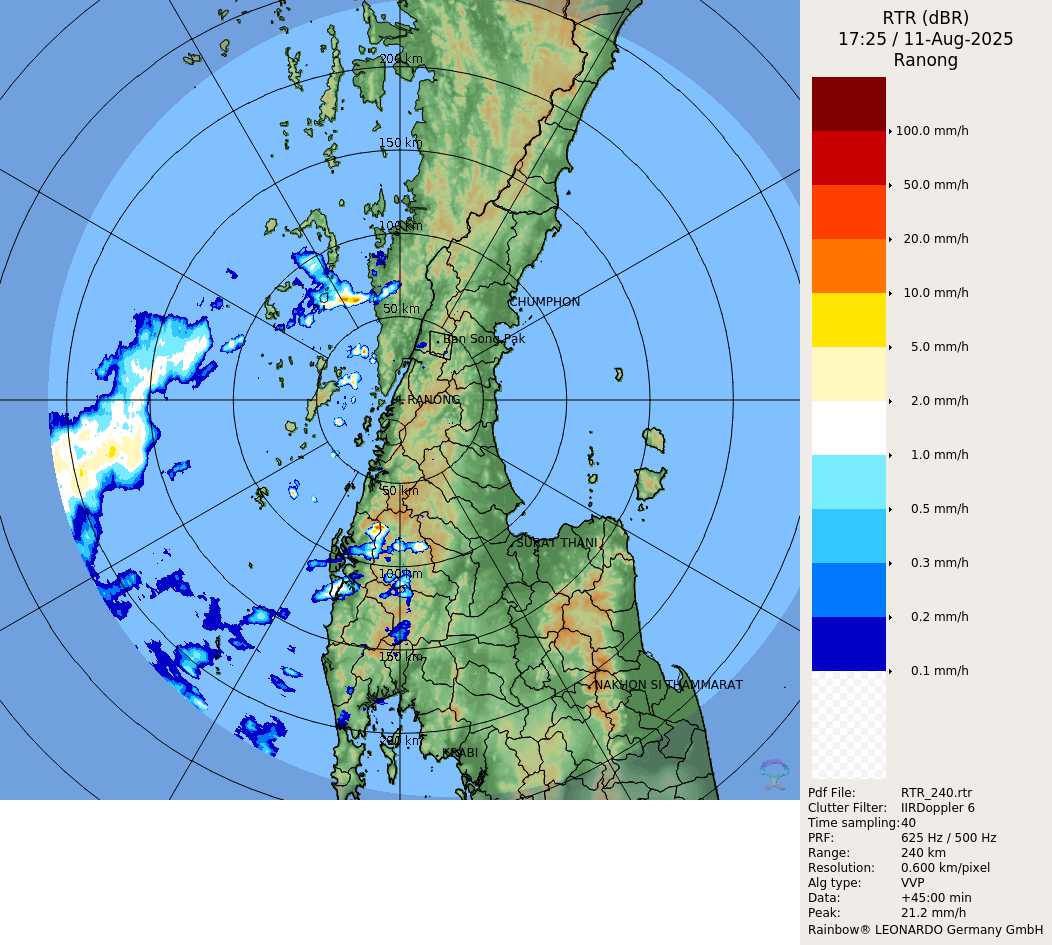 RTR (dBR)
17:25 / 11-Aug-2025
Ranong
100.0 mm/h
50.0 mm/h
20.0 mm/h
10.0 mm/h
5.0 mm/h
2.0 mm/h
1.0 mm/h
0.5 mm/h
0.3 mm/h
0.2 mm/h
0.1 mm/h
200 km
150 km
100 km
50 km
CHUMPHON
Ban Song Pak
RANONG
50 km
SURAT THANI
100 km
150 km
NAKHON SI THAMMARAT
200 km
KRABI
Pdf File: RTR_240.rtr
Clutter Filter: IIRDoppler 6
Time sampling: 40
PRF: 625 Hz / 500 Hz
Range: 240 km
Resolution: 0.600 km/pixel
Alg type: VVP
Data: +45:00 min
Peak: 21.2 mm/h
Rainbow® LEONARDO Germany GmbH